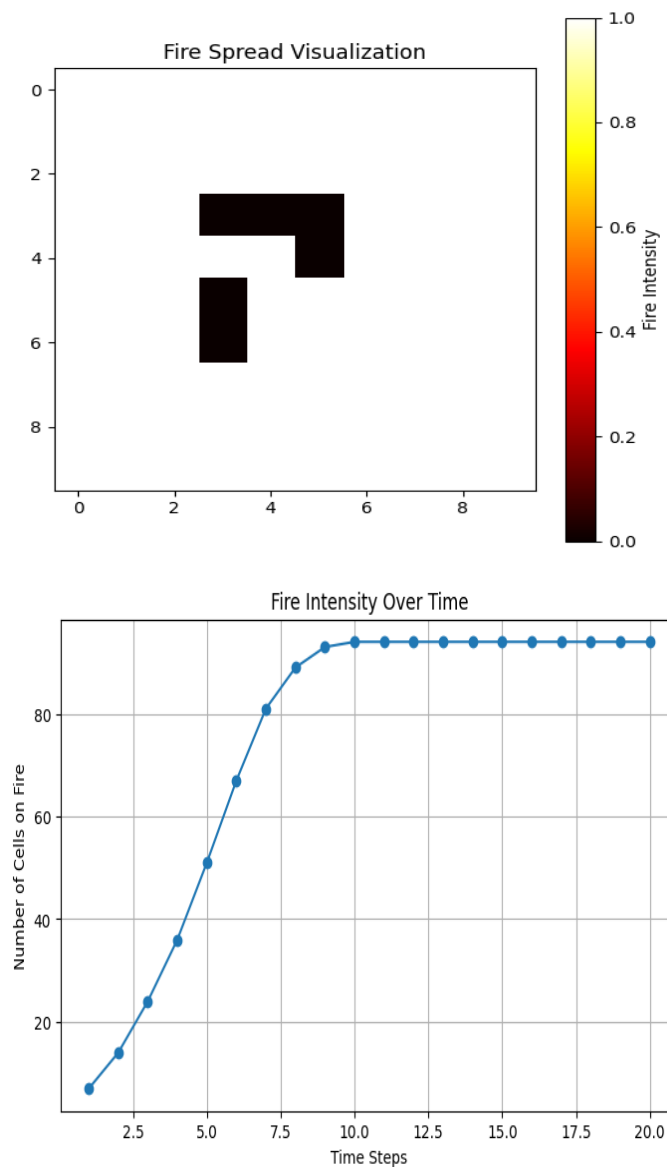 Fire Spread Visualization
0
2
4
6
8
0 2 4 6 8
1.0
0.8
0.6
0.4
0.2
0.0
Fire Intensity
Fire Intensity Over Time
Number of Cells on Fire
80
60
40
20
2.5 5.0 7.5 10.0 12.5 15.0 17.5 20.0
Time Steps